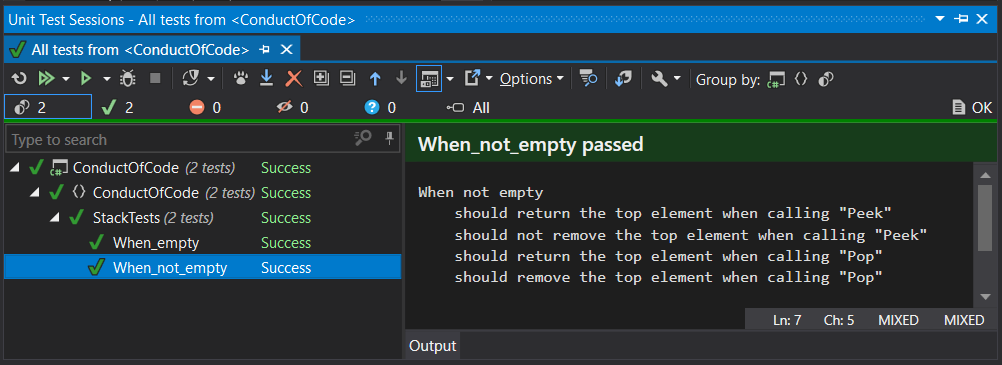 Unit Test Sessions - All tests from <ConductOfCode>
All tests from <ConductOfCode>
Options Group by: C#
2 2 0 0 ? 0 All OK
Type to search
C# ConductOfCode (2 tests) Success
ConductOfCode (2 tests) Success
StackTests (2 tests) Success
When_empty Success
When_not_empty Success
When_not_empty passed
When not empty
should return the top element when calling "Peek"
should not remove the top element when calling "Peek"
should return the top element when calling "Pop"
should remove the top element when calling "Pop"
Ln: 7 Ch: 5 MIXED MIXED
Output